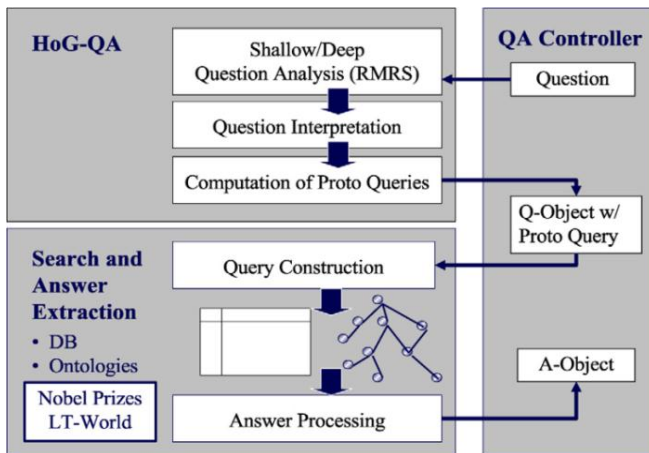 HoG-QA
Shallow/Deep
Question Analysis (RMRS)
Question Interpretation
Computation of Proto Queries
QA Controller
Question
Q-Object w/
Proto Query
A-Object
Search and
Answer
Extraction
• DB
• Ontologies
Nobel Prizes
LT-World
Query Construction
Answer Processing